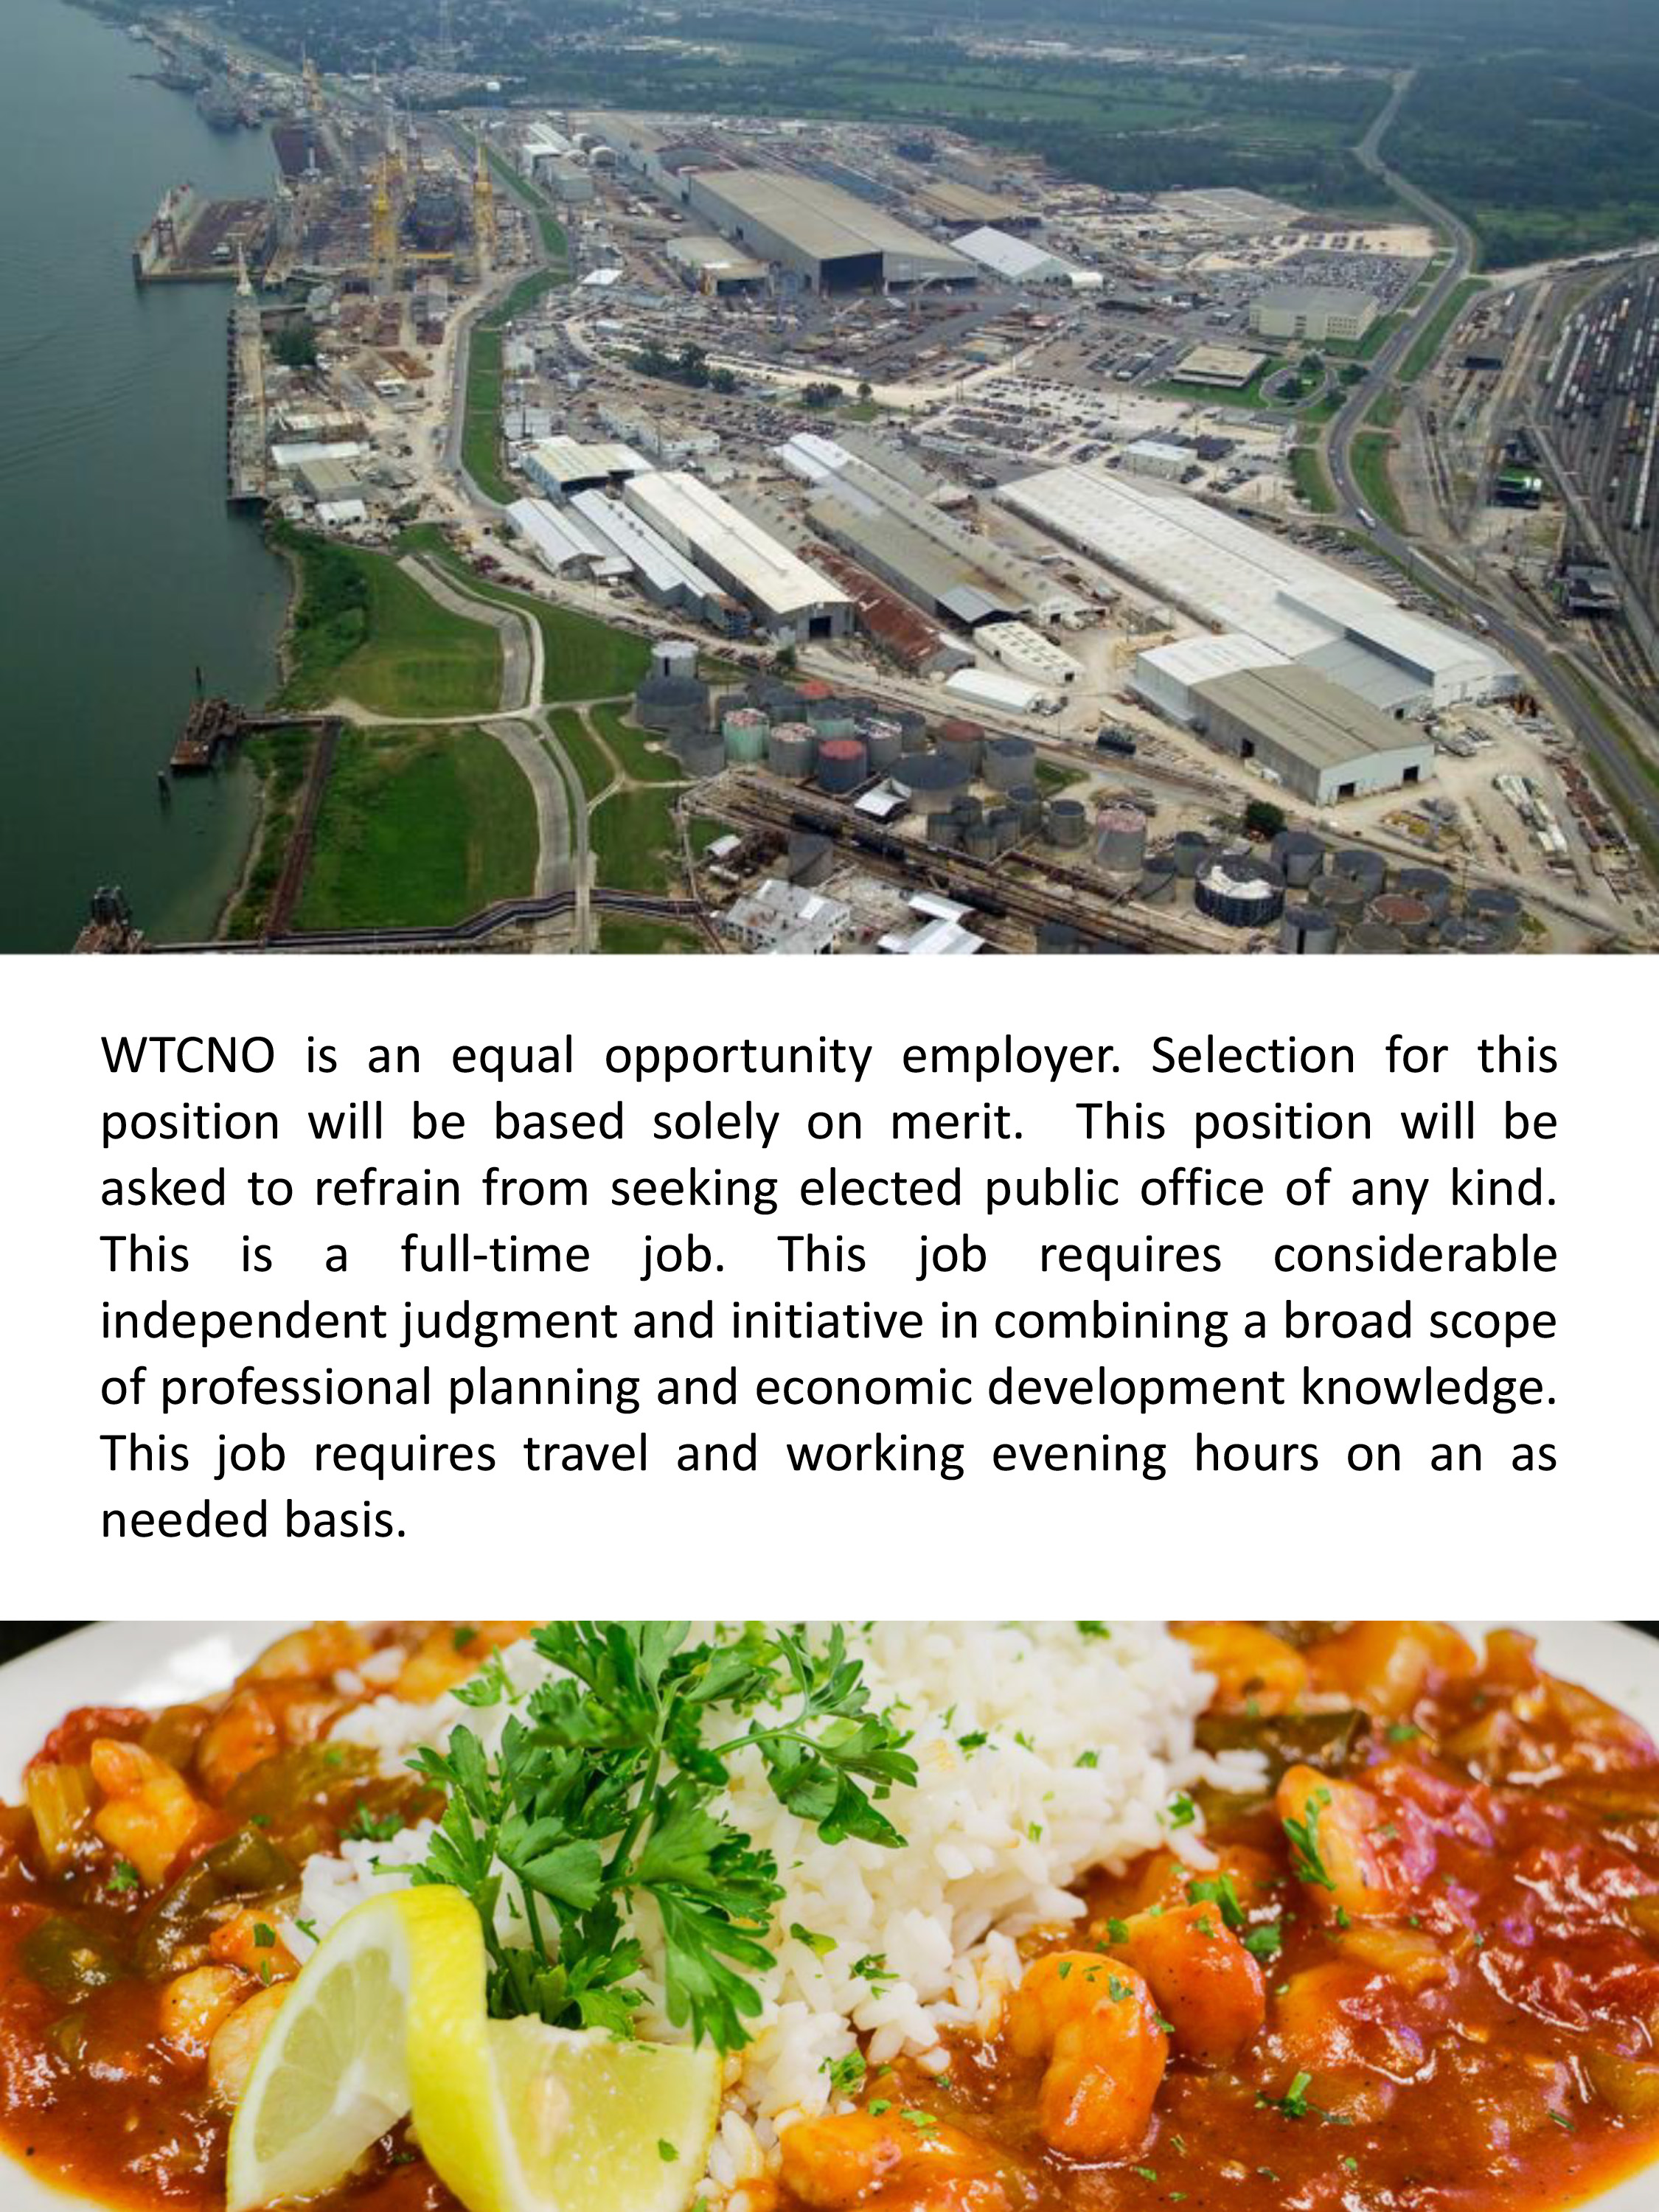 WTCNO is an equal opportunity employer. Selection for this
position will be based solely on merit.  This position will be
asked to refrain from seeking elected public office of any kind.
This is a full-time job. This job requires considerable
independent judgment and initiative in combining a broad scope
of professional planning and economic development knowledge.
This job requires travel and working evening hours on an as
needed basis.